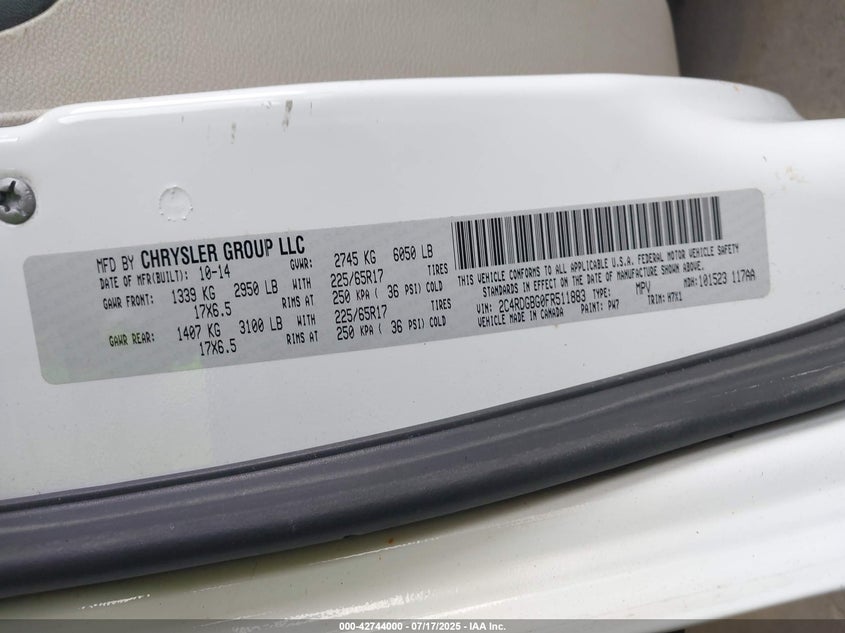 MFD BY CHRYSLER GROUP LLC
DATE OF MFR(BUILT): 10-14 GVWR: 2745 KG 6050 LB
GAWR FRONT: 1339 KG 2950 LB WITH 225/65R17 TIRES
17X6.5 RIMS AT 250 KPA ( 36 PSI) COLD
GAWR REAR: 1407 KG 3100 LB WITH 225/65R17 TIRES
17X6.5 RIMS AT 250 KPA ( 36 PSI) COLD
THIS VEHICLE CONFORMS TO ALL APPLICABLE U.S.A. FEDERAL MOTOR VEHICLE SAFETY
STANDARDS IN EFFECT ON THE DATE OF MANUFACTURE SHOWN ABOVE.
VIN: 2C4RDGBG0FR511883 TYPE: MPV MDH: 101523 117AA
VEHICLE MADE IN CANADA PAINT: PW7 TRIM: H7X1
000-42744000 — 07/17/2025 — IAA Inc.